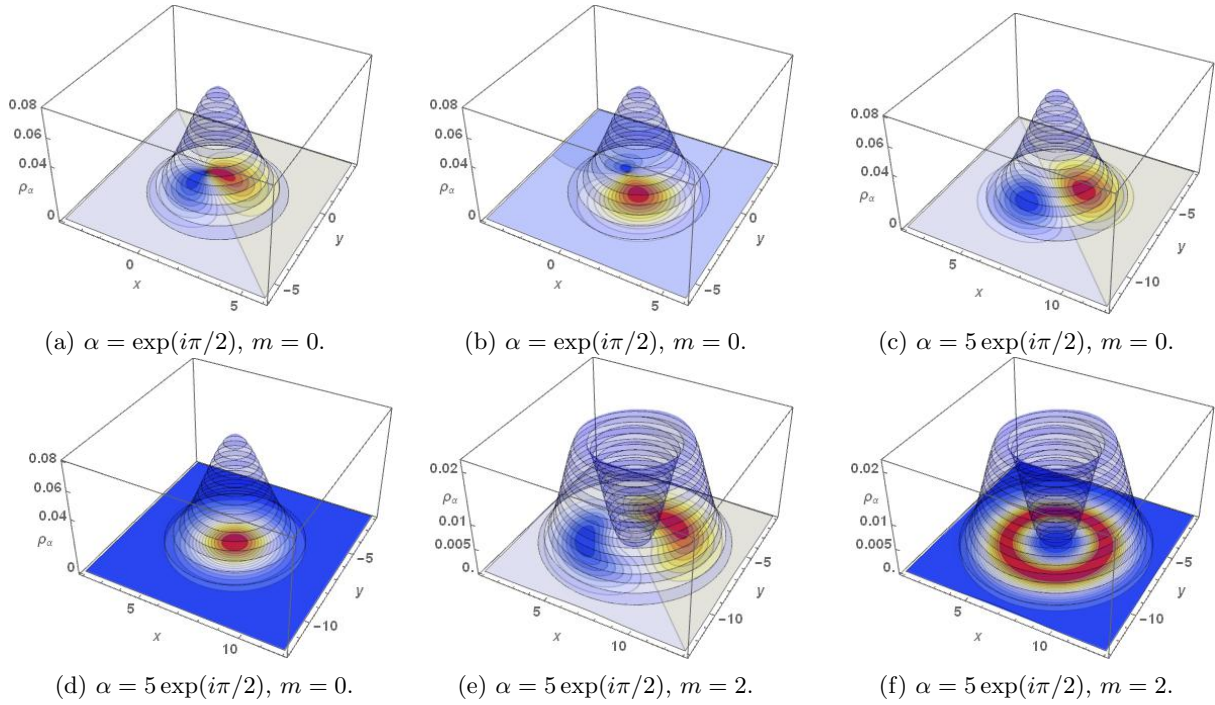 0.08
0.06
0.04
ρα
0
0
x
5
−5
y
0
(a) α = exp(iπ/2), m = 0.
0.08
0.06
0.04
ρα
0
0
x
5
−5
y
0
(b) α = exp(iπ/2), m = 0.
0.08
0.06
0.04
ρα
0
5
x
10
−10
y
−5
(c) α = 5 exp(iπ/2), m = 0.
0.08
0.06
0.04
ρα
0
5
x
10
−10
y
−5
(d) α = 5 exp(iπ/2), m = 0.
0.02
ρα
0.01
0.005
0.
5
x
10
−10
y
−5
(e) α = 5 exp(iπ/2), m = 2.
0.02
ρα
0.01
0.005
0.
5
x
10
−10
y
−5
(f) α = 5 exp(iπ/2), m = 2.